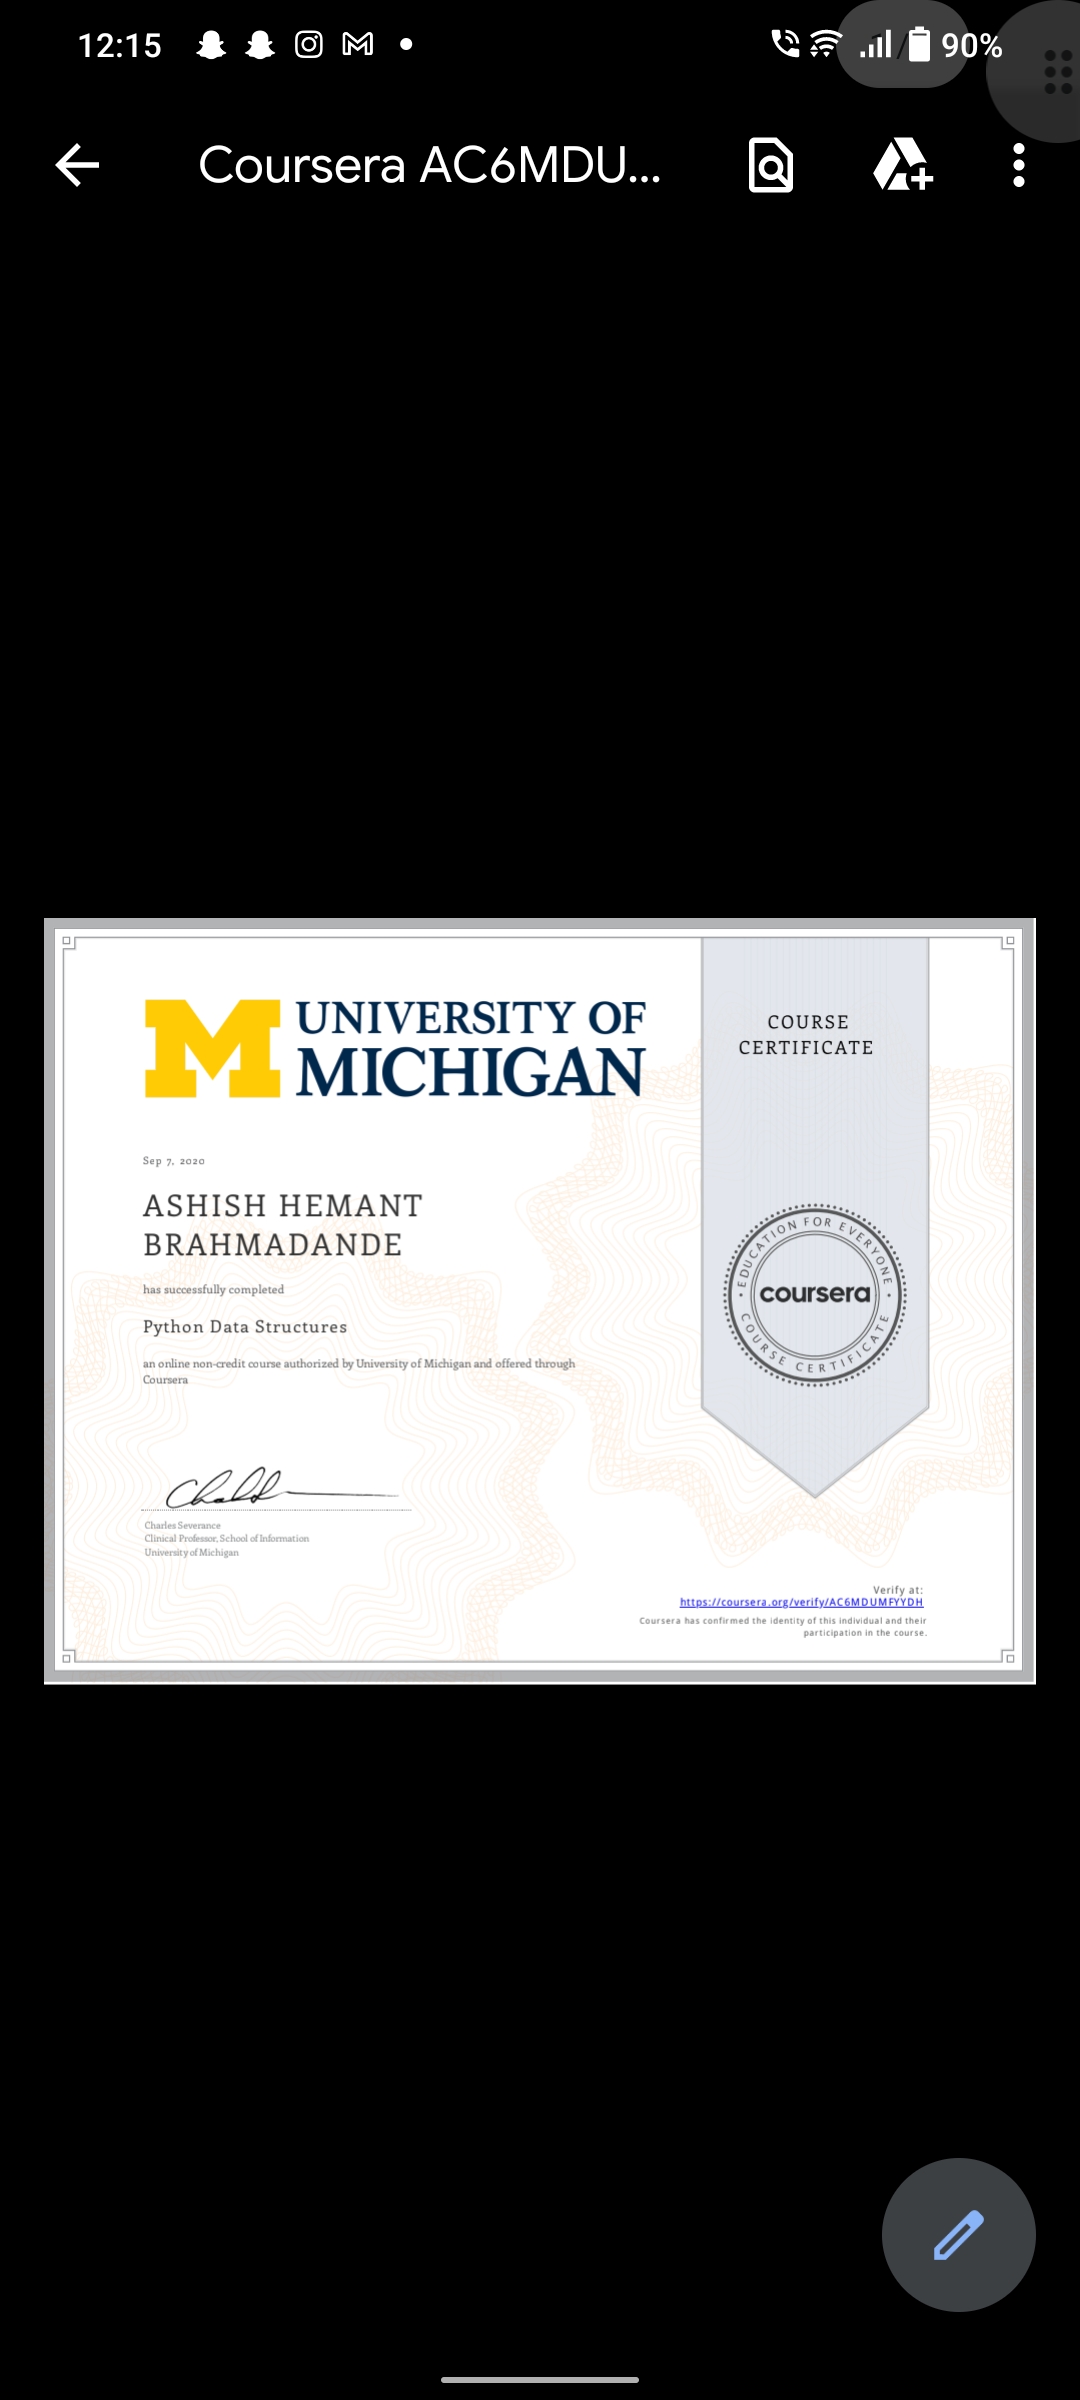 12:15
90%
Coursera AC6MDU...
UNIVERSITY OF
MICHIGAN
COURSE
CERTIFICATE
Sep 7, 2020
ASHISH HEMANT
BRAHMADANDE
has successfully completed
Python Data Structures
an online non-credit course authorized by University of Michigan and offered through
Coursera
EDUCATION FOR EVERYONE
coursera
COURSE CERTIFICATE
Charles Severance
Clinical Professor, School of Information
University of Michigan
Verify at:
https://coursera.org/verify/AC6MDUMFYYDH
Coursera has confirmed the identity of this individual and their
participation in the course.